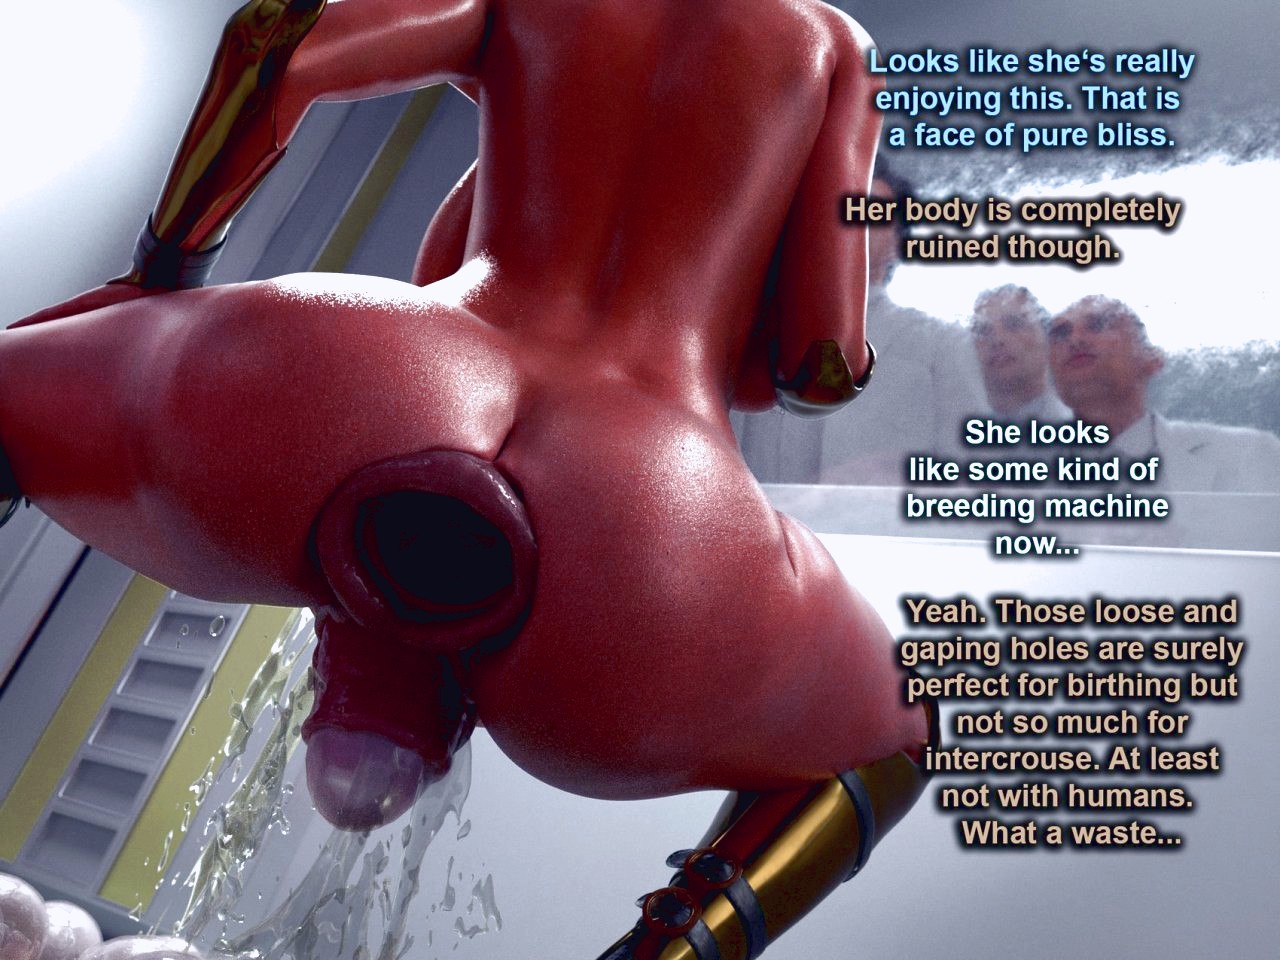 Looks like she‘s really
enjoying this. That is
a face of pure bliss.
Her body is completely
ruined though.
She looks
like some kind of
breeding machine
now...
Yeah. Those loose and
gaping holes are surely
perfect for birthing but
not so much for
intercrouse. At least
not with humans.
What a waste...